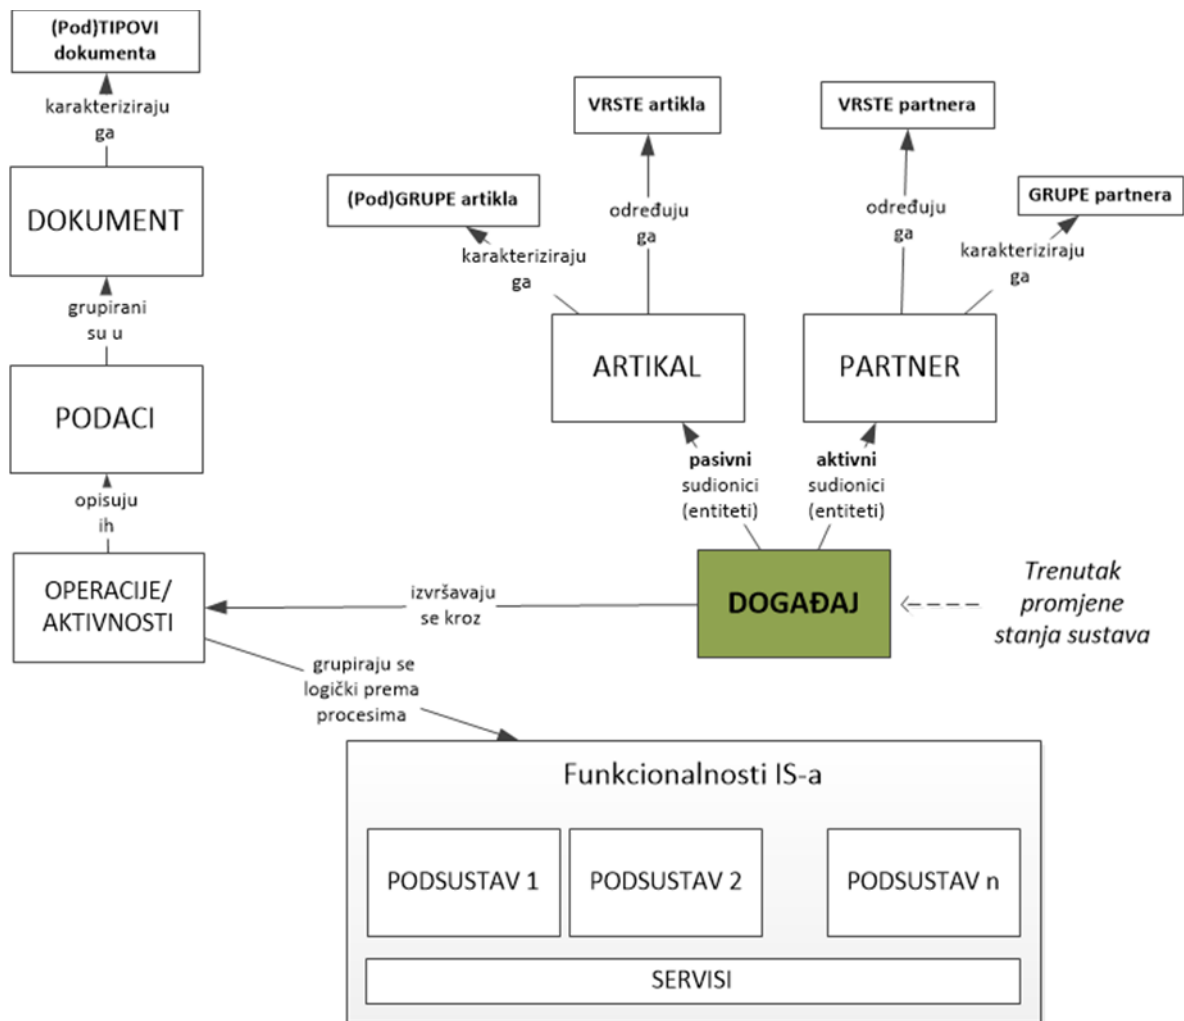 (Pod)TIPOVI
dokumenta
karakteriziraju
ga
DOKUMENT
grupirani
su u
PODACI
opisuju
ih
OPERACIJE/
AKTIVNOSTI
VRSTE artikla
VRSTE partnera
(Pod)GRUPE artikla
GRUPE partnera
određuju
ga
određuju
ga
karakteriziraju
ga
karakteriziraju
ga
ARTIKAL
PARTNER
pasivni
sudionici
(entiteti)
aktivni
sudionici
(entiteti)
izvršavaju
se kroz
DOGAĐAJ
Trenutak
promjene
stanja sustava
grupiraju se
logički prema
procesima
Funkcionalnosti IS-a
PODSUSTAV 1
PODSUSTAV 2
PODSUSTAV n
SERVISI